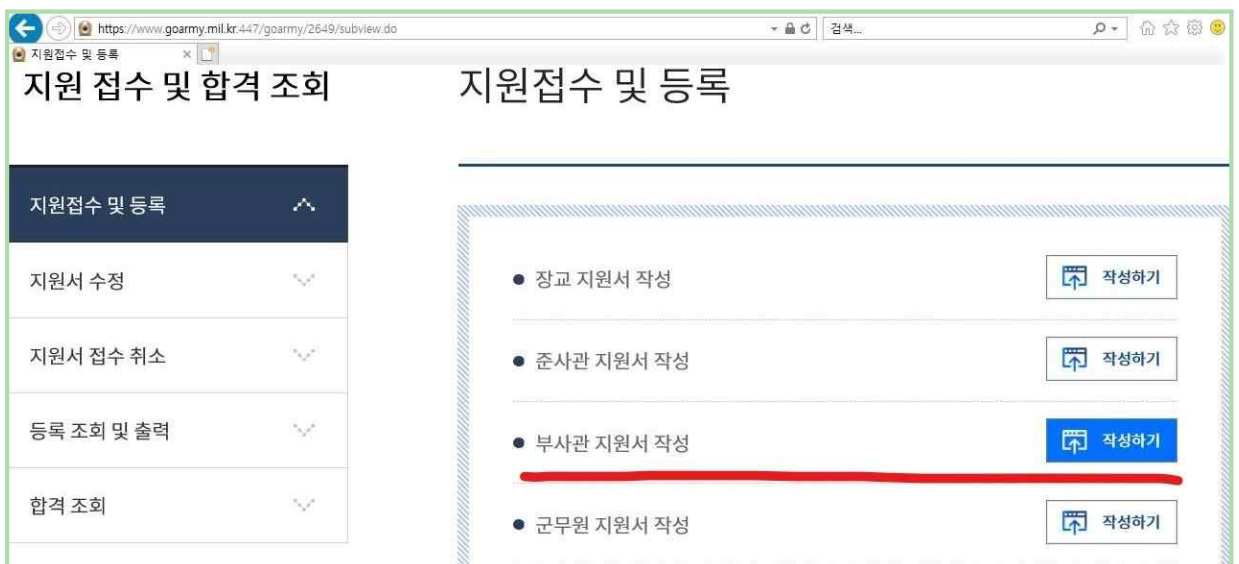 https://www.goarmy.mil.kr:447/goarmy/2649/subview.do
검색...
지원접수 및 등록
지원 접수 및 합격 조회
지원접수 및 등록
지원접수 및 등록
지원서 수정
지원서 접수 취소
등록 조회 및 출력
합격 조회
장교 지원서 작성
작성하기
준사관 지원서 작성
작성하기
부사관 지원서 작성
작성하기
군무원 지원서 작성
작성하기